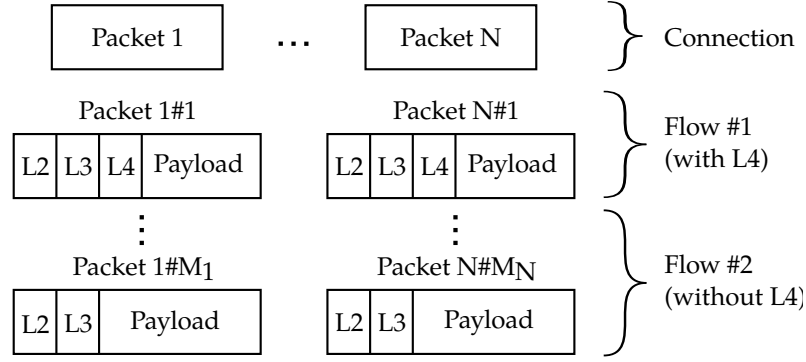 Packet 1 ... Packet N Connection
Packet 1#1 Packet N#1
L2 L3 L4 Payload L2 L3 L4 Payload
Flow #1
(with L4)
Packet 1#M1 Packet N#MN
L2 L3 Payload L2 L3 Payload
Flow #2
(without L4)